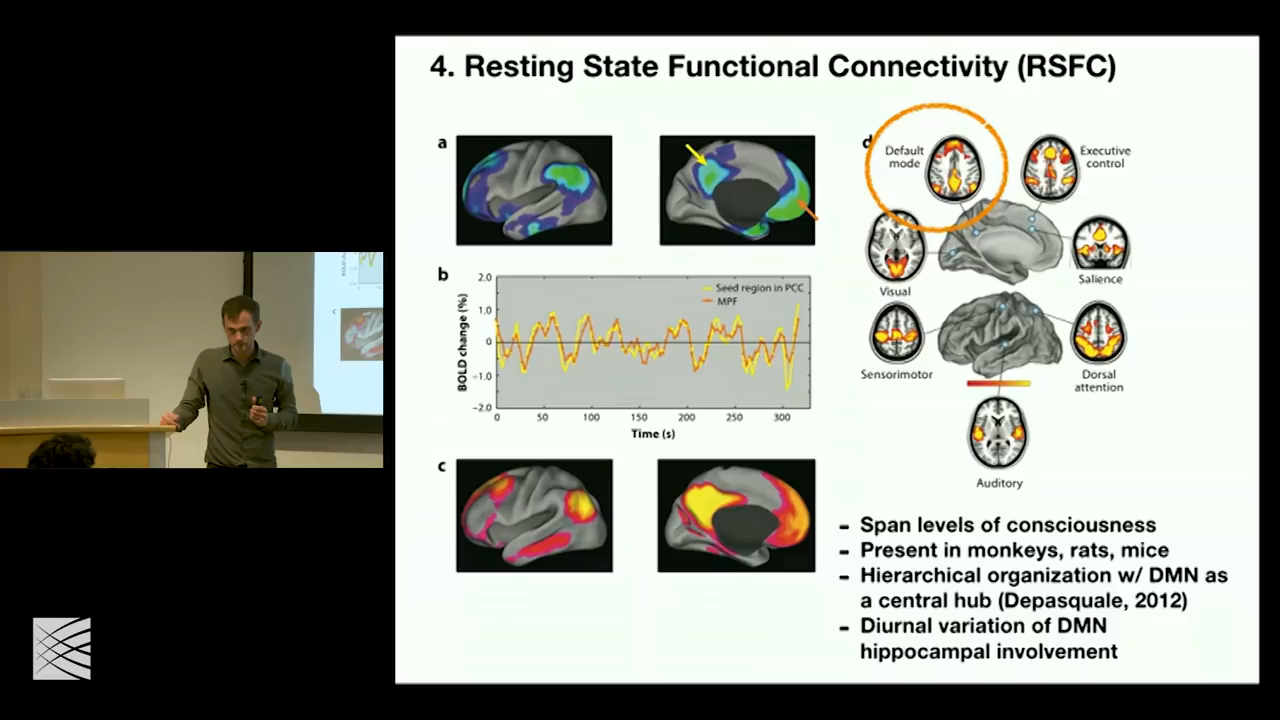 4. Resting State Functional Connectivity (RSFC)
a
b
2.0
1.0
0
−1.0
−2.0
BOLD change (%)
Seed region in PCC
MPF
0 50 100 150 200 250 300
Time (s)
c
d
Default
mode
Executive
control
Visual
Salience
Sensorimotor
Dorsal
attention
Auditory
- Span levels of consciousness
- Present in monkeys, rats, mice
- Hierarchical organization w/ DMN as
a central hub (Depasquale, 2012)
- Diurnal variation of DMN
hippocampal involvement